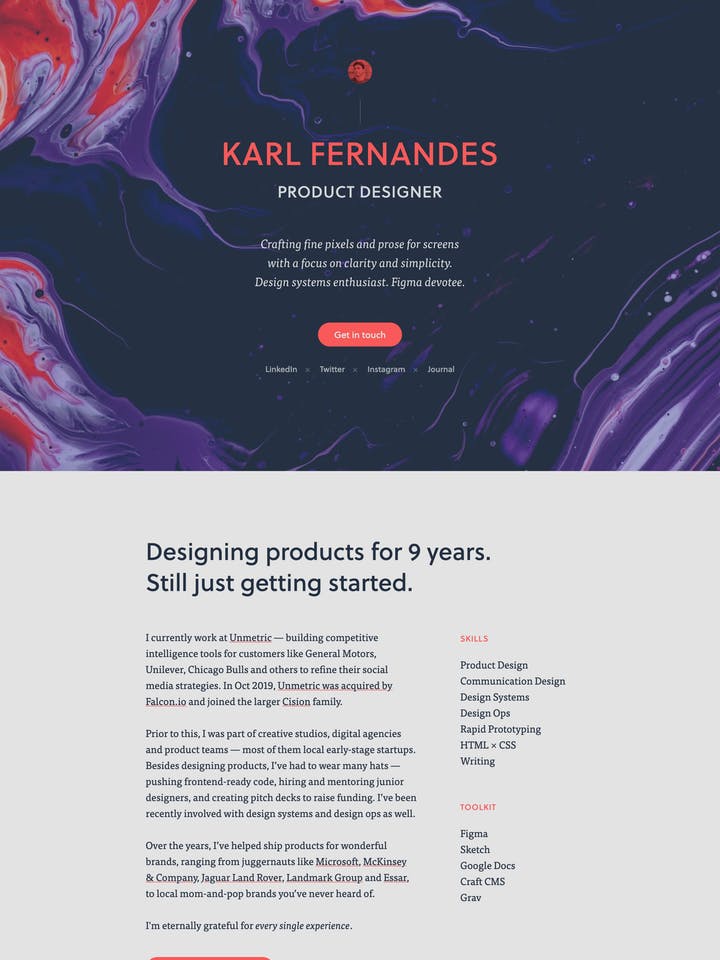 KARL FERNANDES
PRODUCT DESIGNER
Crafting fine pixels and prose for screens
with a focus on clarity and simplicity.
Design systems enthusiast. Figma devotee.
Get in touch
LinkedIn × Twitter × Instagram × Journal
Designing products for 9 years.
Still just getting started.
I currently work at Unmetric — building competitive
intelligence tools for customers like General Motors,
Unilever, Chicago Bulls and others to refine their social
media strategies. In Oct 2019, Unmetric was acquired by
Falcon.io and joined the larger Cision family.
Prior to this, I was part of creative studios, digital agencies
and product teams — most of them local early-stage startups.
Besides designing products, I've had to wear many hats —
pushing frontend-ready code, hiring and mentoring junior
designers, and creating pitch decks to raise funding. I've been
recently involved with design systems and design ops as well.
Over the years, I've helped ship products for wonderful
brands, ranging from juggernauts like Microsoft, McKinsey
& Company, Jaguar Land Rover, Landmark Group and Essar,
to local mom-and-pop brands you've never heard of.
I'm eternally grateful for every single experience.
SKILLS
Product Design
Communication Design
Design Systems
Design Ops
Rapid Prototyping
HTML × CSS
Writing
TOOLKIT
Figma
Sketch
Google Docs
Craft CMS
Grav